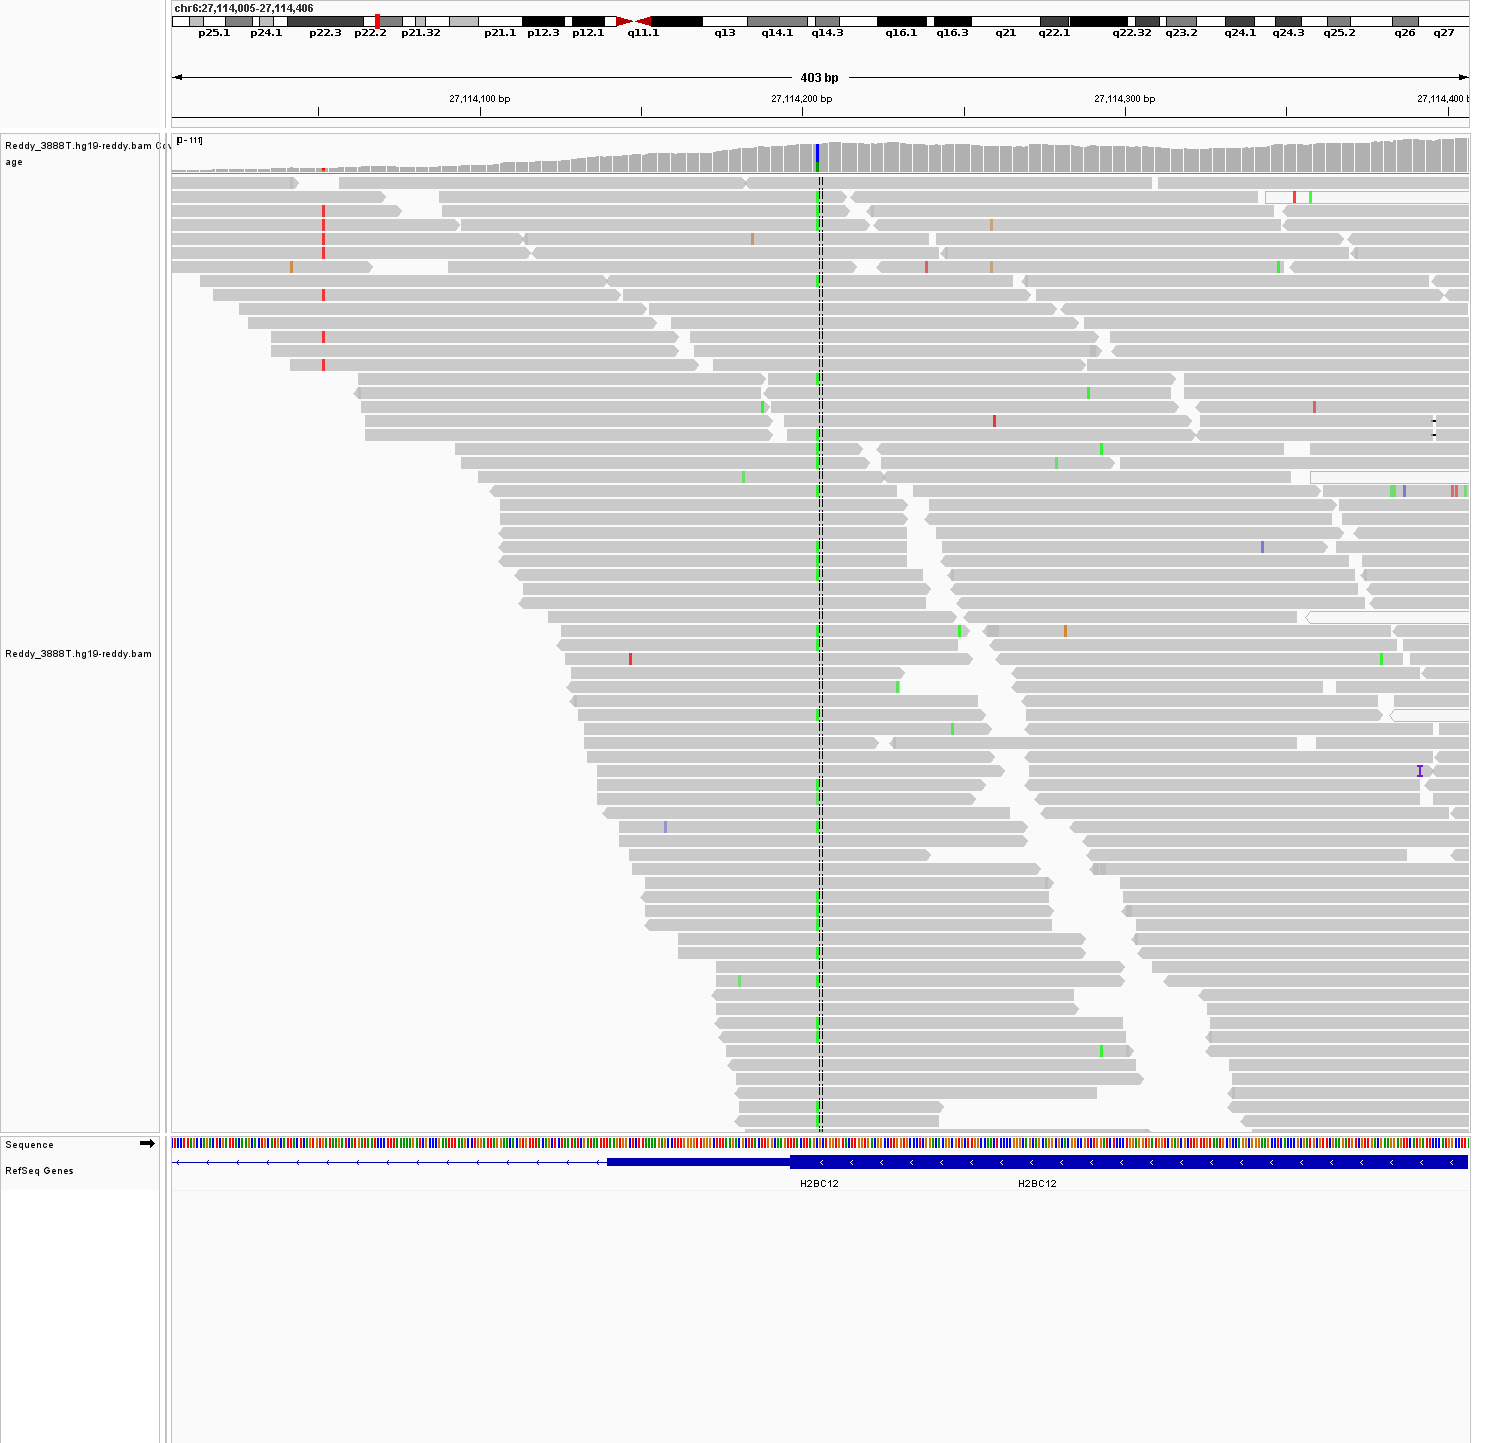 chr6:27,114,005-27,114,406
p25.1 p24.1 p22.3 p22.2 p21.32 p21.1 p12.3 p12.1 q11.1 q13 q14.1 q14.3 q16.1 q16.3 q21 q22.1 q22.32 q23.2 q24.1 q24.3 q25.2 q26 q27
403 bp
27,114,100 bp 27,114,200 bp 27,114,300 bp 27,114,400 b
Reddy_3888T.hg19-reddy.bam Cov
age
[0 - 111]
Reddy_3888T.hg19-reddy.bam
Sequence
RefSeq Genes
H2BC12 H2BC12